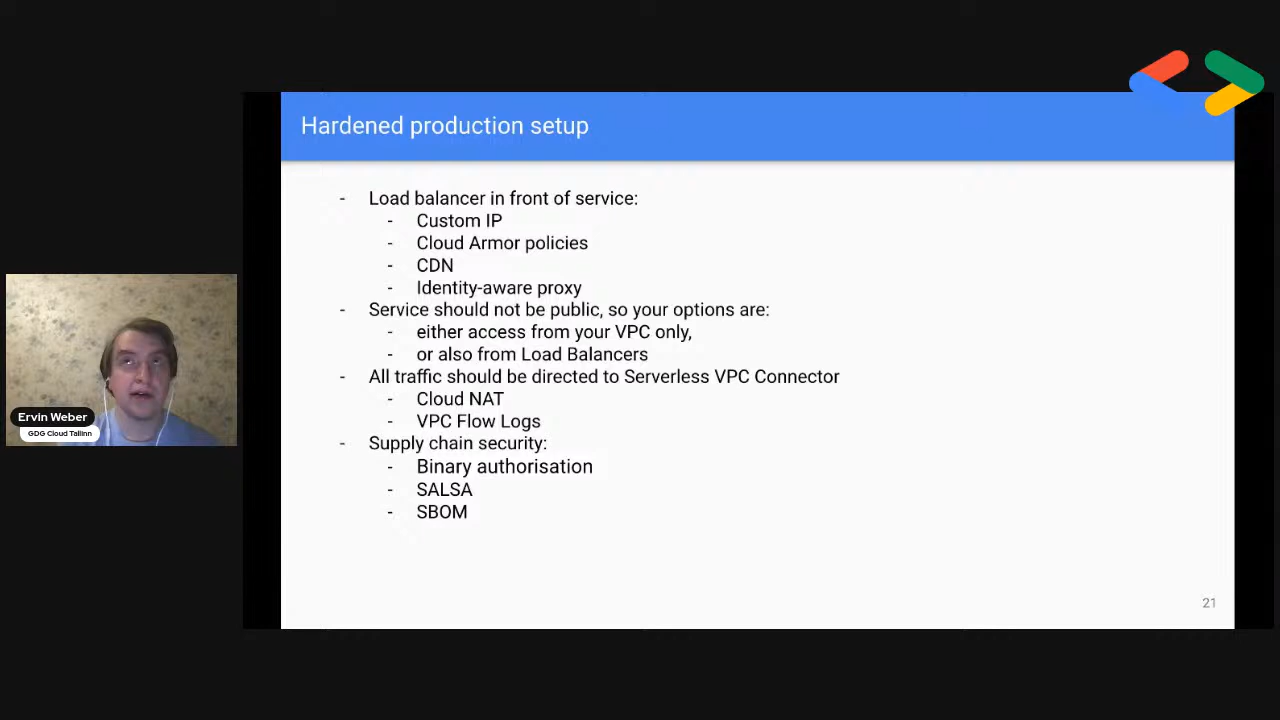 Hardened production setup
- Load balancer in front of service:
- Custom IP
- Cloud Armor policies
- CDN
- Identity-aware proxy
- Service should not be public, so your options are:
- either access from your VPC only,
- or also from Load Balancers
- All traffic should be directed to Serverless VPC Connector
- Cloud NAT
- VPC Flow Logs
- Supply chain security:
- Binary authorisation
- SALSA
- SBOM
21
Ervin Weber
GDG Cloud Tallinn